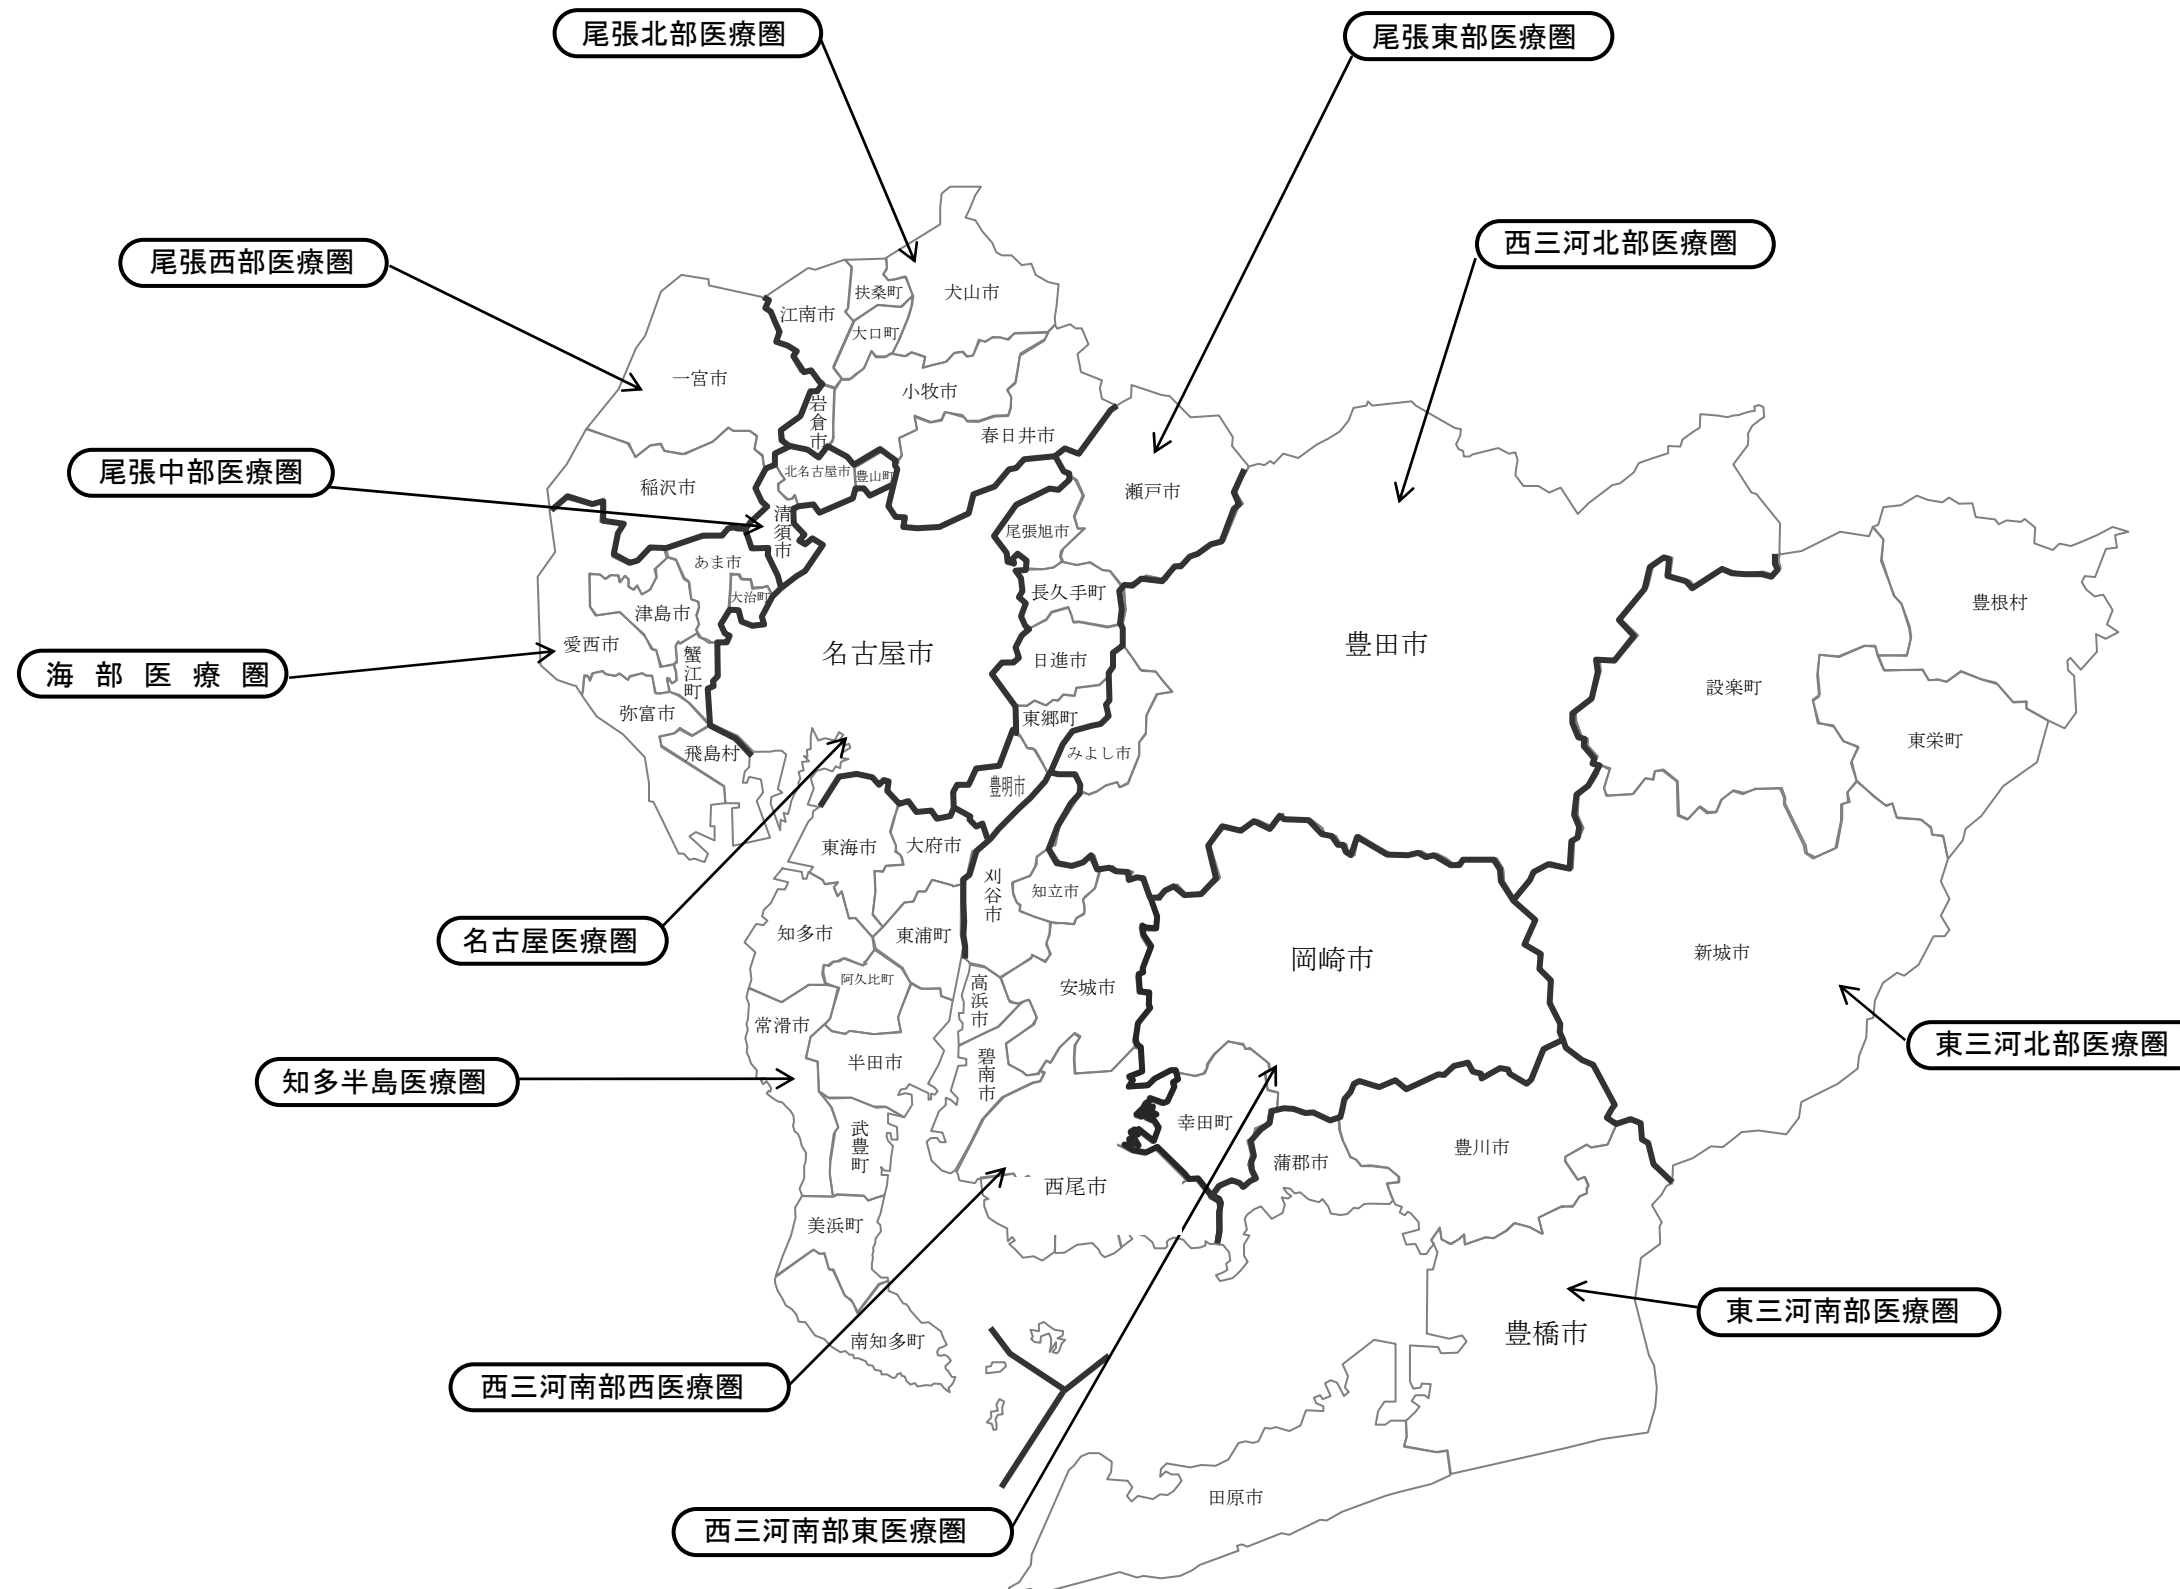 尾張北部医療圏
尾張東部医療圏
西三河北部医療圏
尾張西部医療圏
扶桑町
犬山市
江南市
大口町
一宮市
小牧市
岩倉市
春日井市
尾張中部医療圏
北名古屋市
豊山町
稲沢市
瀬戸市
清須市
尾張旭市
あま市
大治町
長久手町
豊根村
津島市
愛西市
名古屋市
豊田市
日進市
海部医療圏
蟹江町
設楽町
弥富市
東郷町
東栄町
飛島村
みよし市
豊明市
東海市
大府市
刈谷市
知立市
名古屋医療圏
知多市
東浦町
岡崎市
新城市
阿久比町
高浜市
安城市
常滑市
東三河北部医療圏
半田市
碧南市
知多半島医療圏
幸田町
武豊町
豊川市
蒲郡市
西尾市
美浜町
東三河南部医療圏
豊橋市
南知多町
西三河南部西医療圏
田原市
西三河南部東医療圏